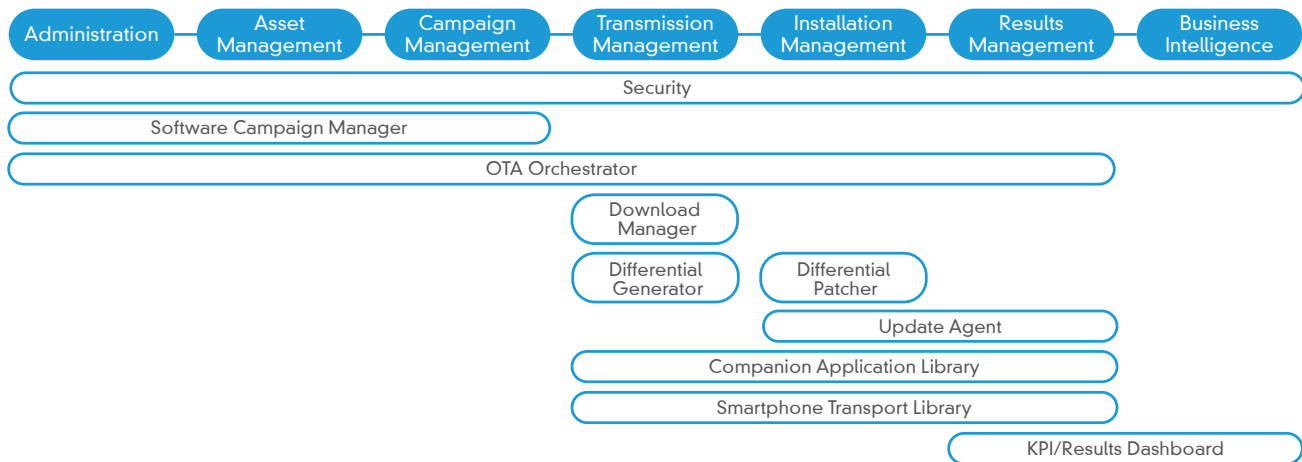 Administration
Asset
Management
Campaign
Management
Transmission
Management
Installation
Management
Results
Management
Business
Intelligence
Security
Software Campaign Manager
OTA Orchestrator
Download
Manager
Differential
Generator
Differential
Patcher
Update Agent
Companion Application Library
Smartphone Transport Library
KPI/Results Dashboard